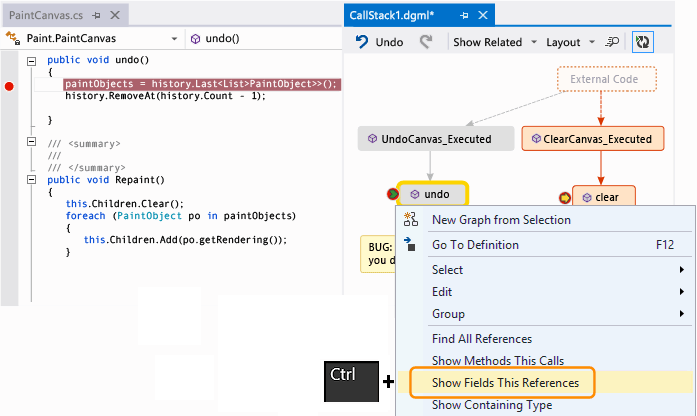 PaintCanvas.cs
Paint.PaintCanvas
undo()
public void undo()
{
paintObjects = history.Last<List>PaintObject>>();
history.RemoveAt(history.Count - 1);
}
/// <summary>
///
/// </summary>
public void Repaint()
{
this.Children.Clear();
foreach (PaintObject po in paintObjects)
{
this.Children.Add(po.getRendering());
}
CallStack1.dgml*
Undo
Show Related
Layout
External Code
UndoCanvas_Executed
ClearCanvas_Executed
undo
clear
BUG:
you d
New Graph from Selection
Go To Definition F12
Select
Edit
Group
Find All References
Show Methods This Calls
Ctrl +
Show Fields This References
Show Containing Type